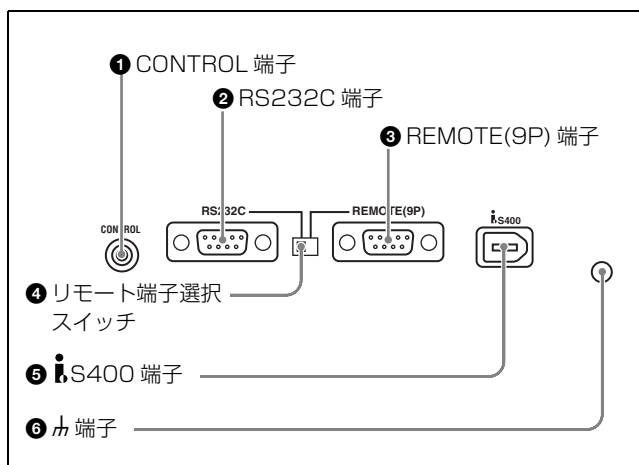 ❶ CONTROL 端子
❷ RS232C 端子
❸ REMOTE(9P) 端子
RS232C
REMOTE(9P)
CONTROL
i S400
❹ リモート端子選択
スイッチ
❺ i S400 端子
❻ 端子